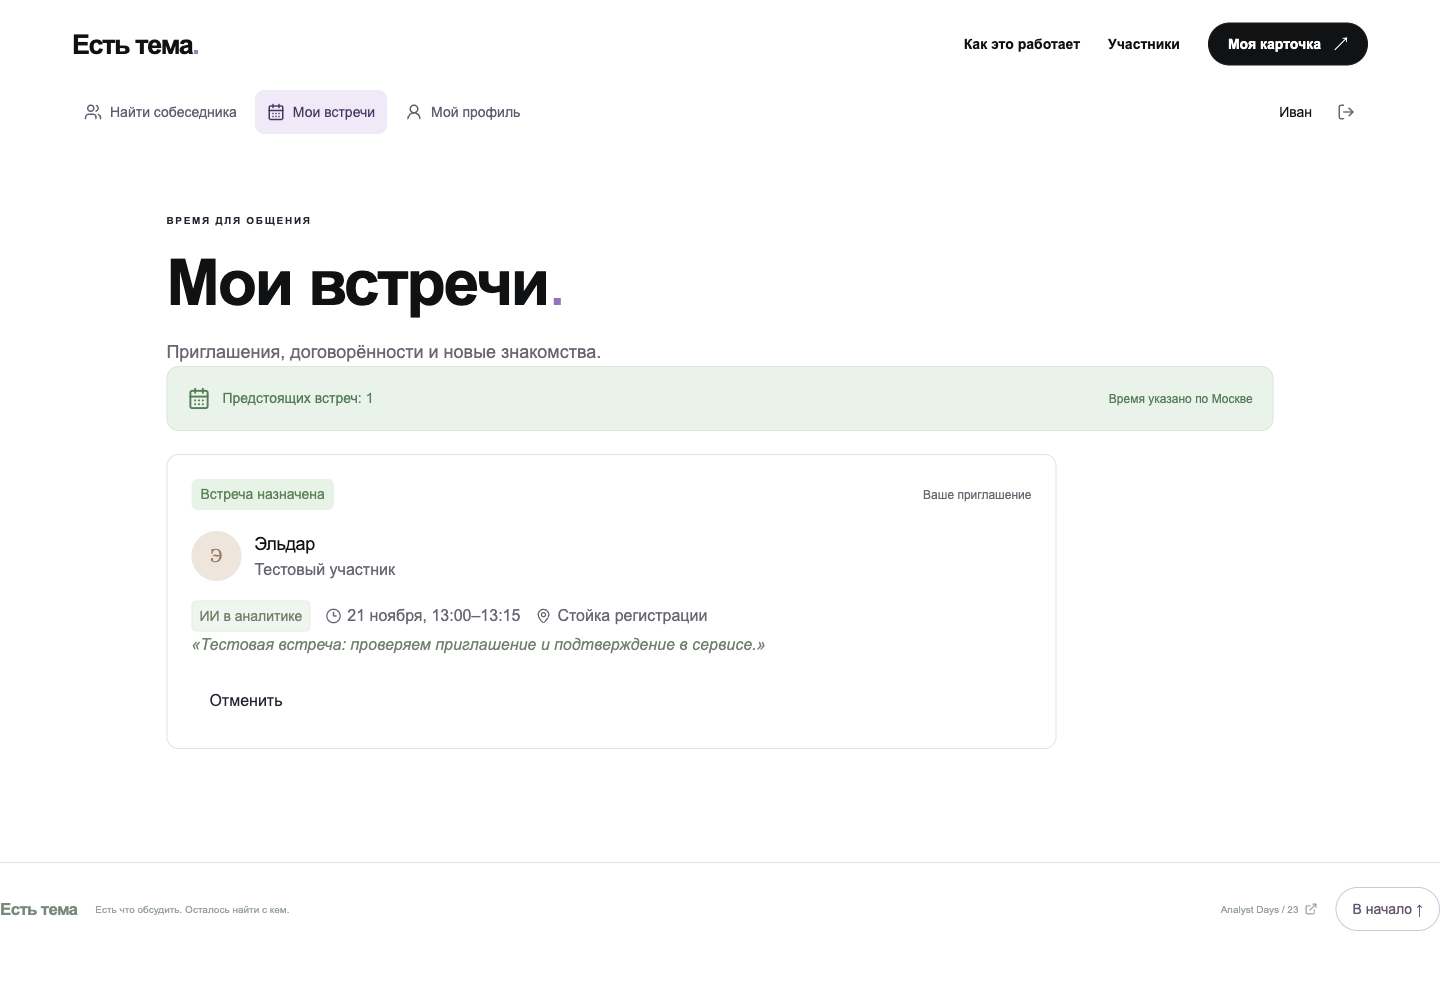 Есть тема.
Как это работает
Участники
Моя карточка ↗
Найти собеседника
Мои встречи
Мой профиль
Иван
ВРЕМЯ ДЛЯ ОБЩЕНИЯ
Мои встречи.
Приглашения, договорённости и новые знакомства.
Предстоящих встреч: 1
Время указано по Москве
Встреча назначена
Ваше приглашение
Э
Эльдар
Тестовый участник
ИИ в аналитике
21 ноября, 13:00–13:15
Стойка регистрации
«Тестовая встреча: проверяем приглашение и подтверждение в сервисе.»
Отменить
Есть тема
Есть что обсудить. Осталось найти с кем.
Analyst Days / 23
В начало ↑